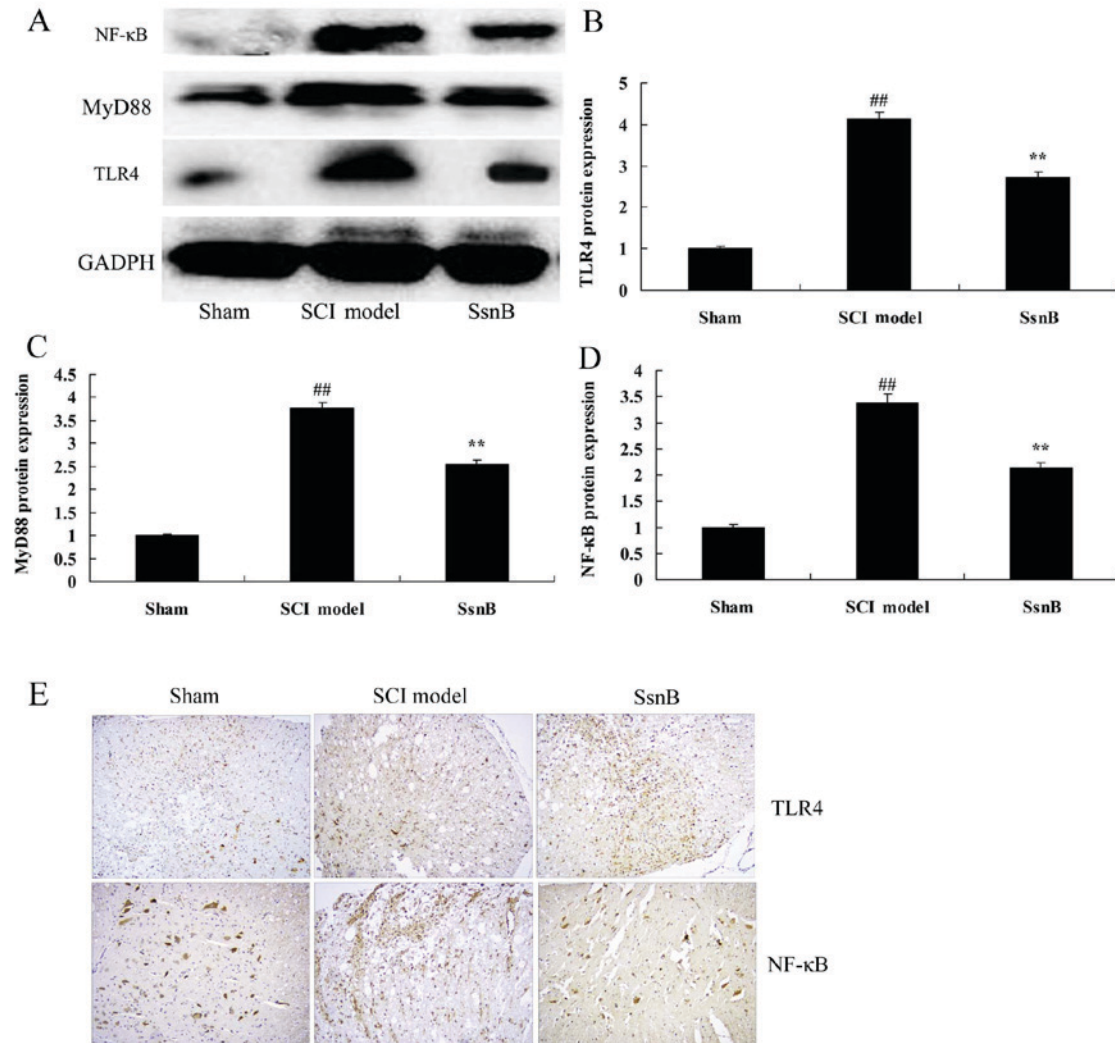 A
NF-κB
MyD88
TLR4
GADPH
Sham SCI model SsnB
B
TLR4 protein expression
5
4
3
2
1
0
##
**
Sham SCI model SsnB
C
MyD88 protein expression
4.5
4
3.5
3
2.5
2
1.5
1
0.5
0
##
**
Sham SCI model SsnB
D
NF-κB protein expression
4
3.5
3
2.5
2
1.5
1
0.5
0
##
**
Sham SCI model SsnB
E
Sham SCI model SsnB
TLR4
NF-κB